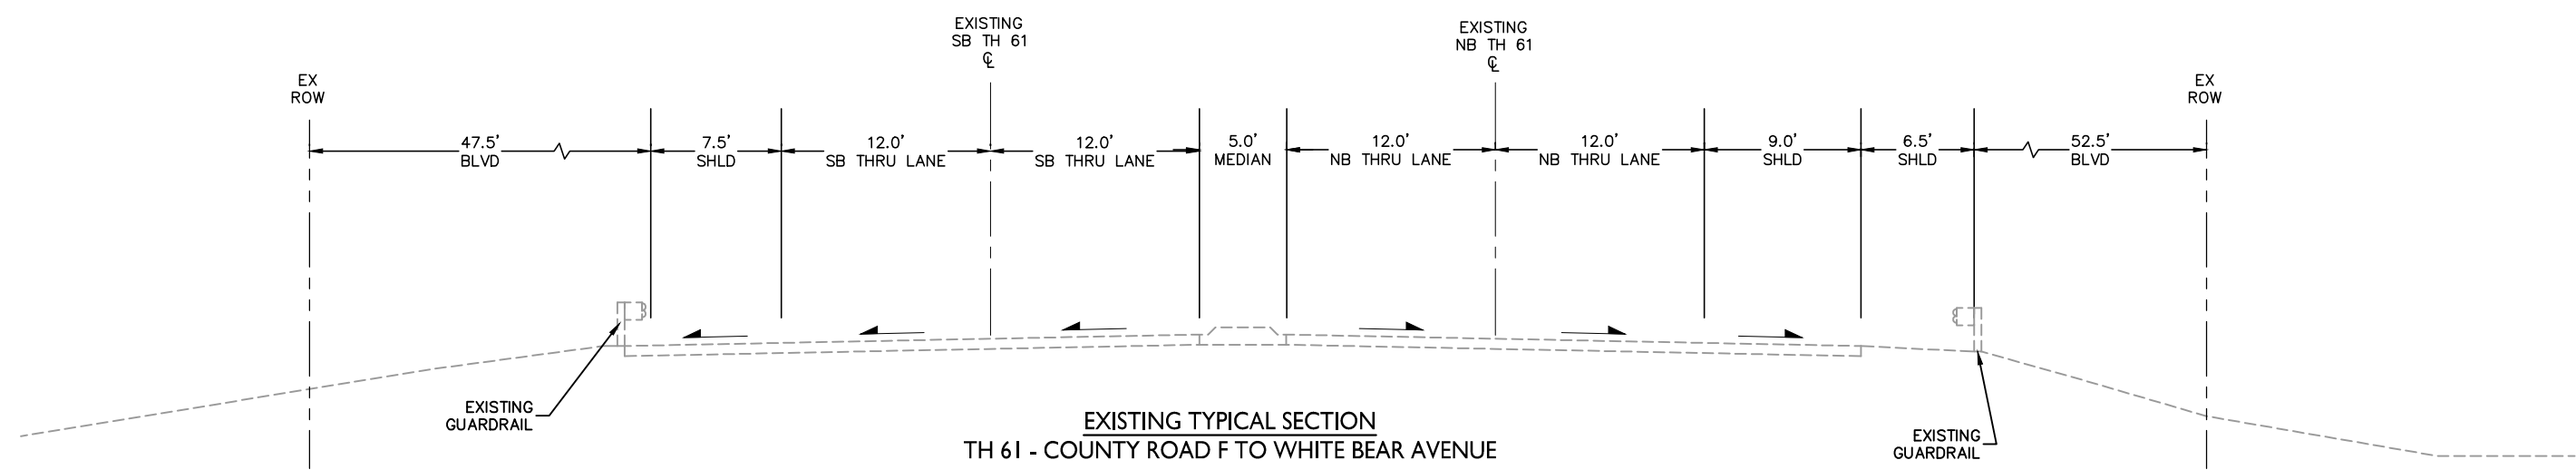 EXISTING
SB TH 61
℄
EXISTING
NB TH 61
℄
EX
ROW
EX
ROW
47.5'
BLVD
7.5'
SHLD
12.0'
SB THRU LANE
12.0'
SB THRU LANE
5.0'
MEDIAN
12.0'
NB THRU LANE
12.0'
NB THRU LANE
9.0'
SHLD
6.5'
SHLD
52.5'
BLVD
EXISTING
GUARDRAIL
EXISTING
GUARDRAIL
EXISTING TYPICAL SECTION
TH 61 - COUNTY ROAD F TO WHITE BEAR AVENUE